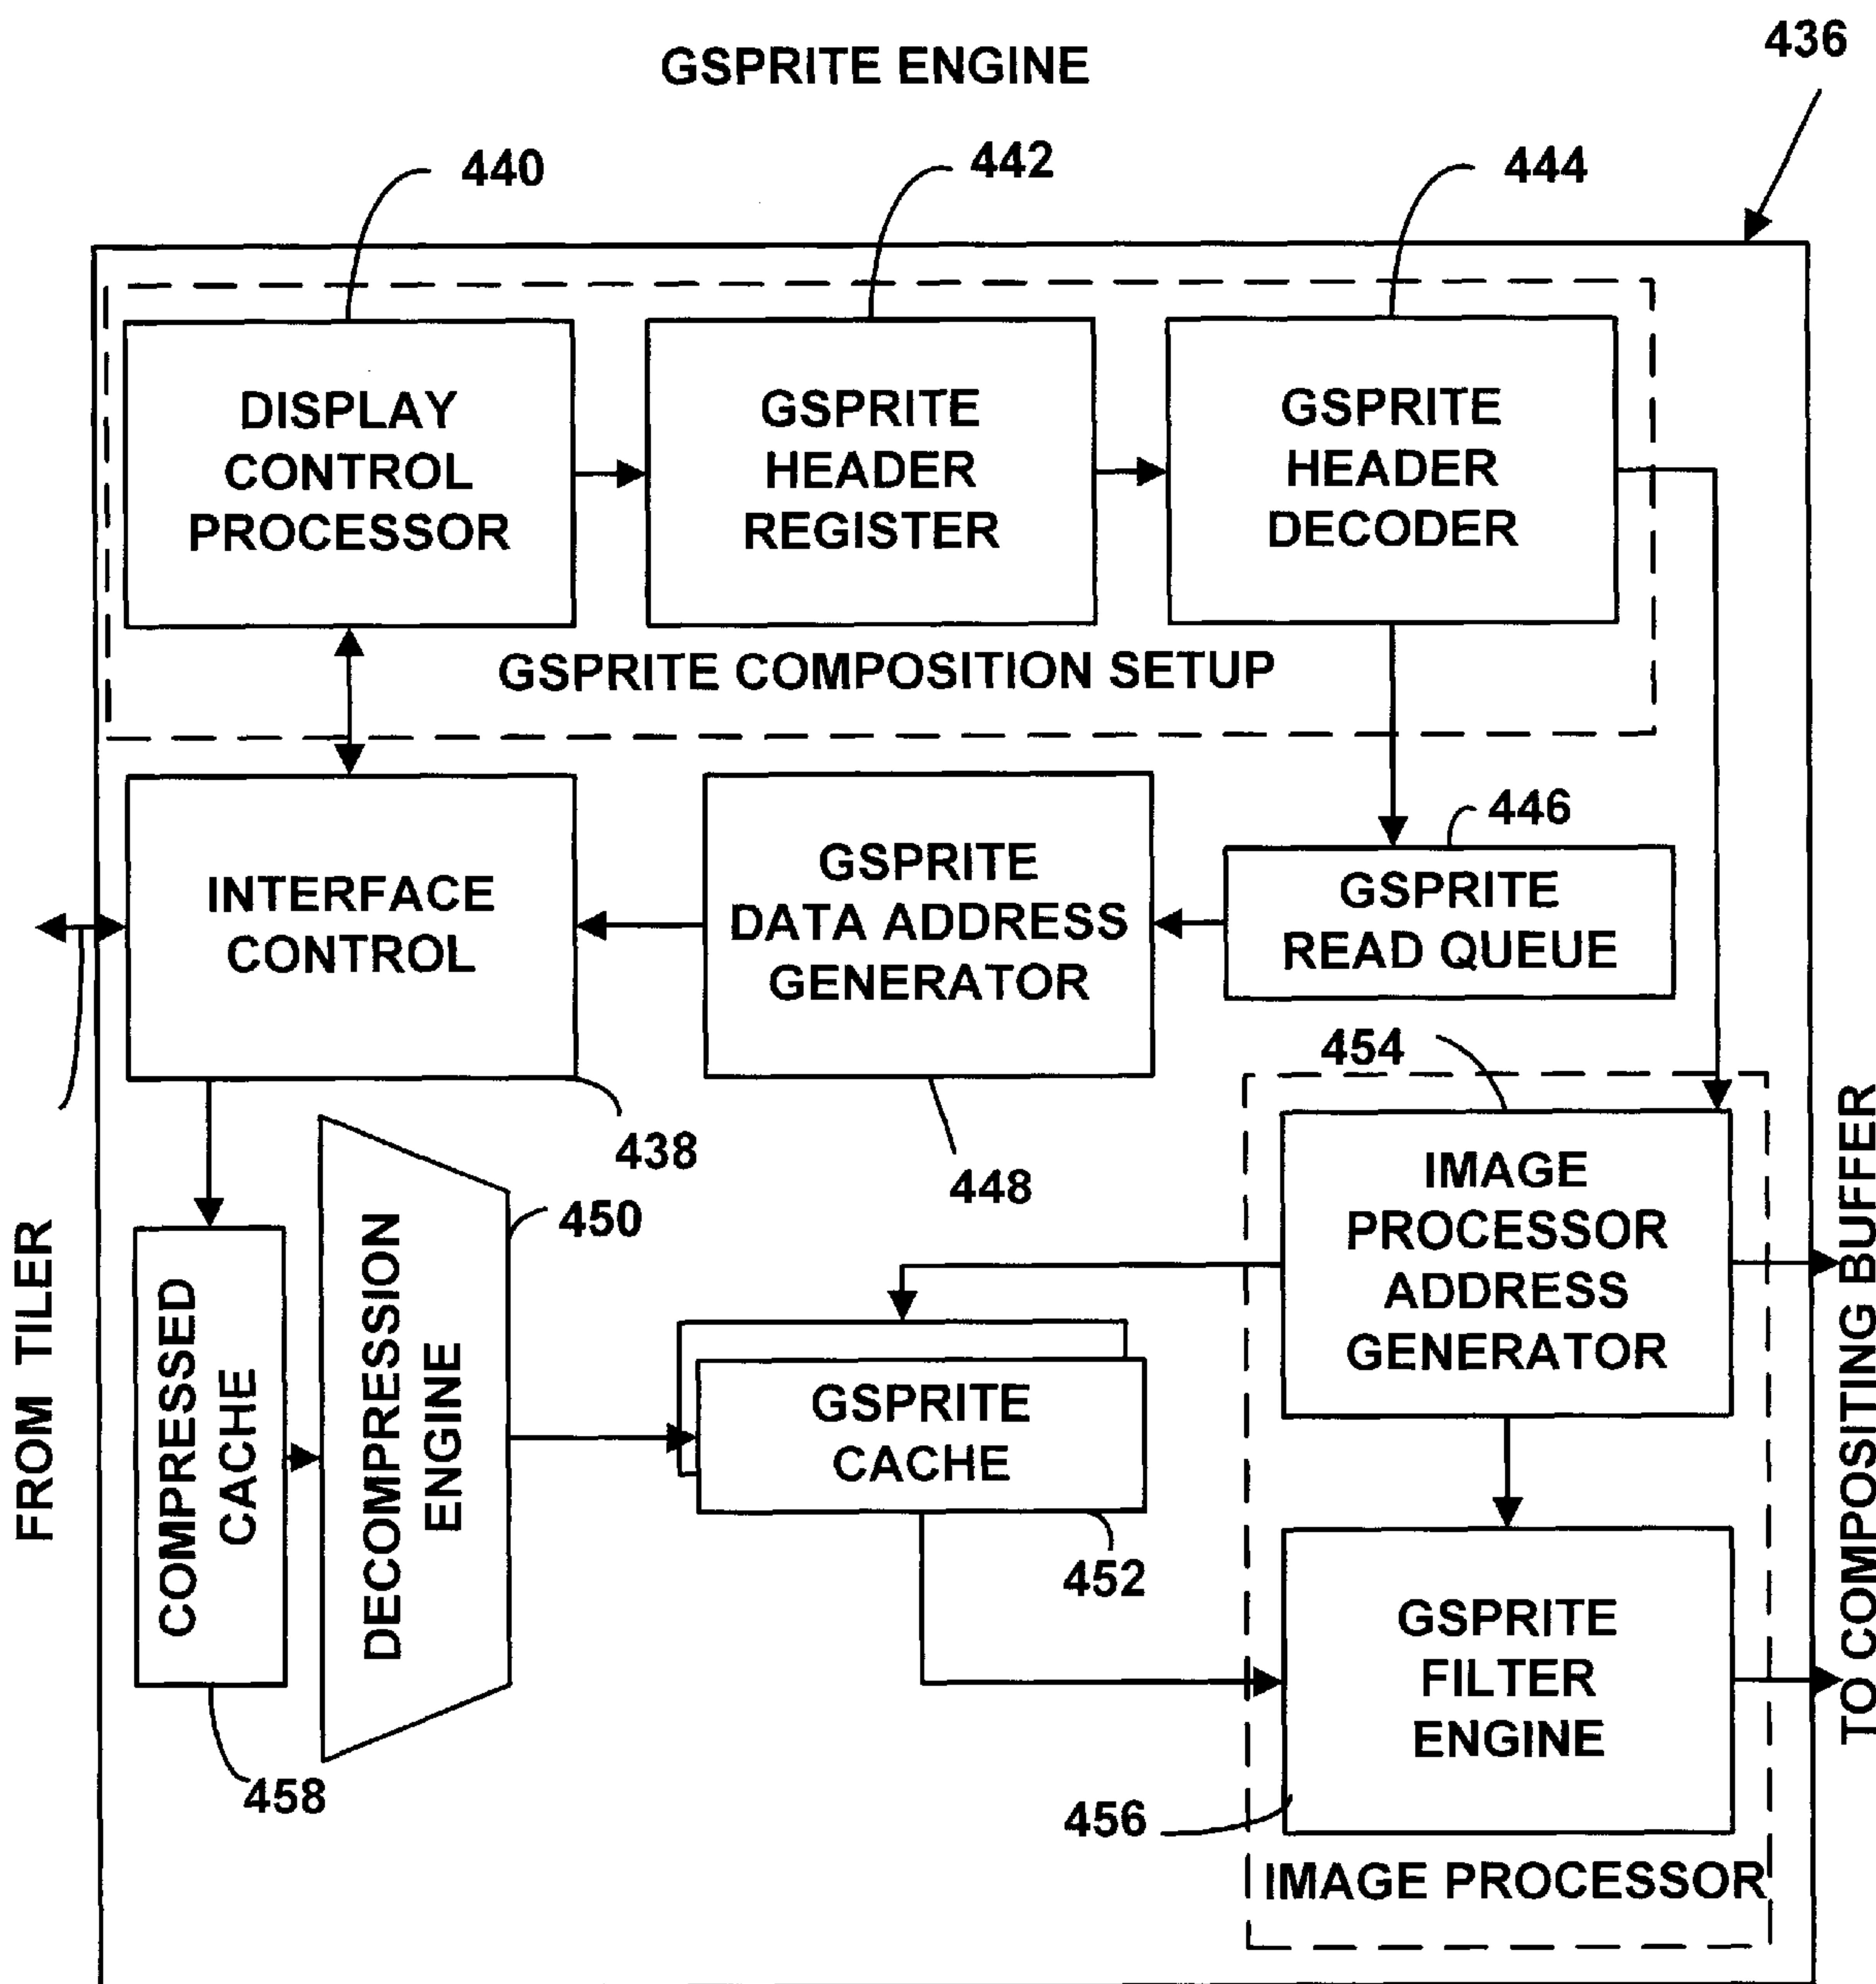 GSPRITE ENGINE
436
440
442
444
DISPLAY
CONTROL
PROCESSOR
GSPRITE
HEADER
REGISTER
GSPRITE
HEADER
DECODER
GSPRITE COMPOSITION SETUP
446
INTERFACE
CONTROL
GSPRITE
DATA ADDRESS
GENERATOR
GSPRITE
READ QUEUE
438
448
454
FROM TILER
COMPRESSED
CACHE
458
DECOMPRESSION
ENGINE
450
GSPRITE
CACHE
452
IMAGE
PROCESSOR
ADDRESS
GENERATOR
GSPRITE
FILTER
ENGINE
456
IMAGE PROCESSOR
TO COMPOSITING BUFFER